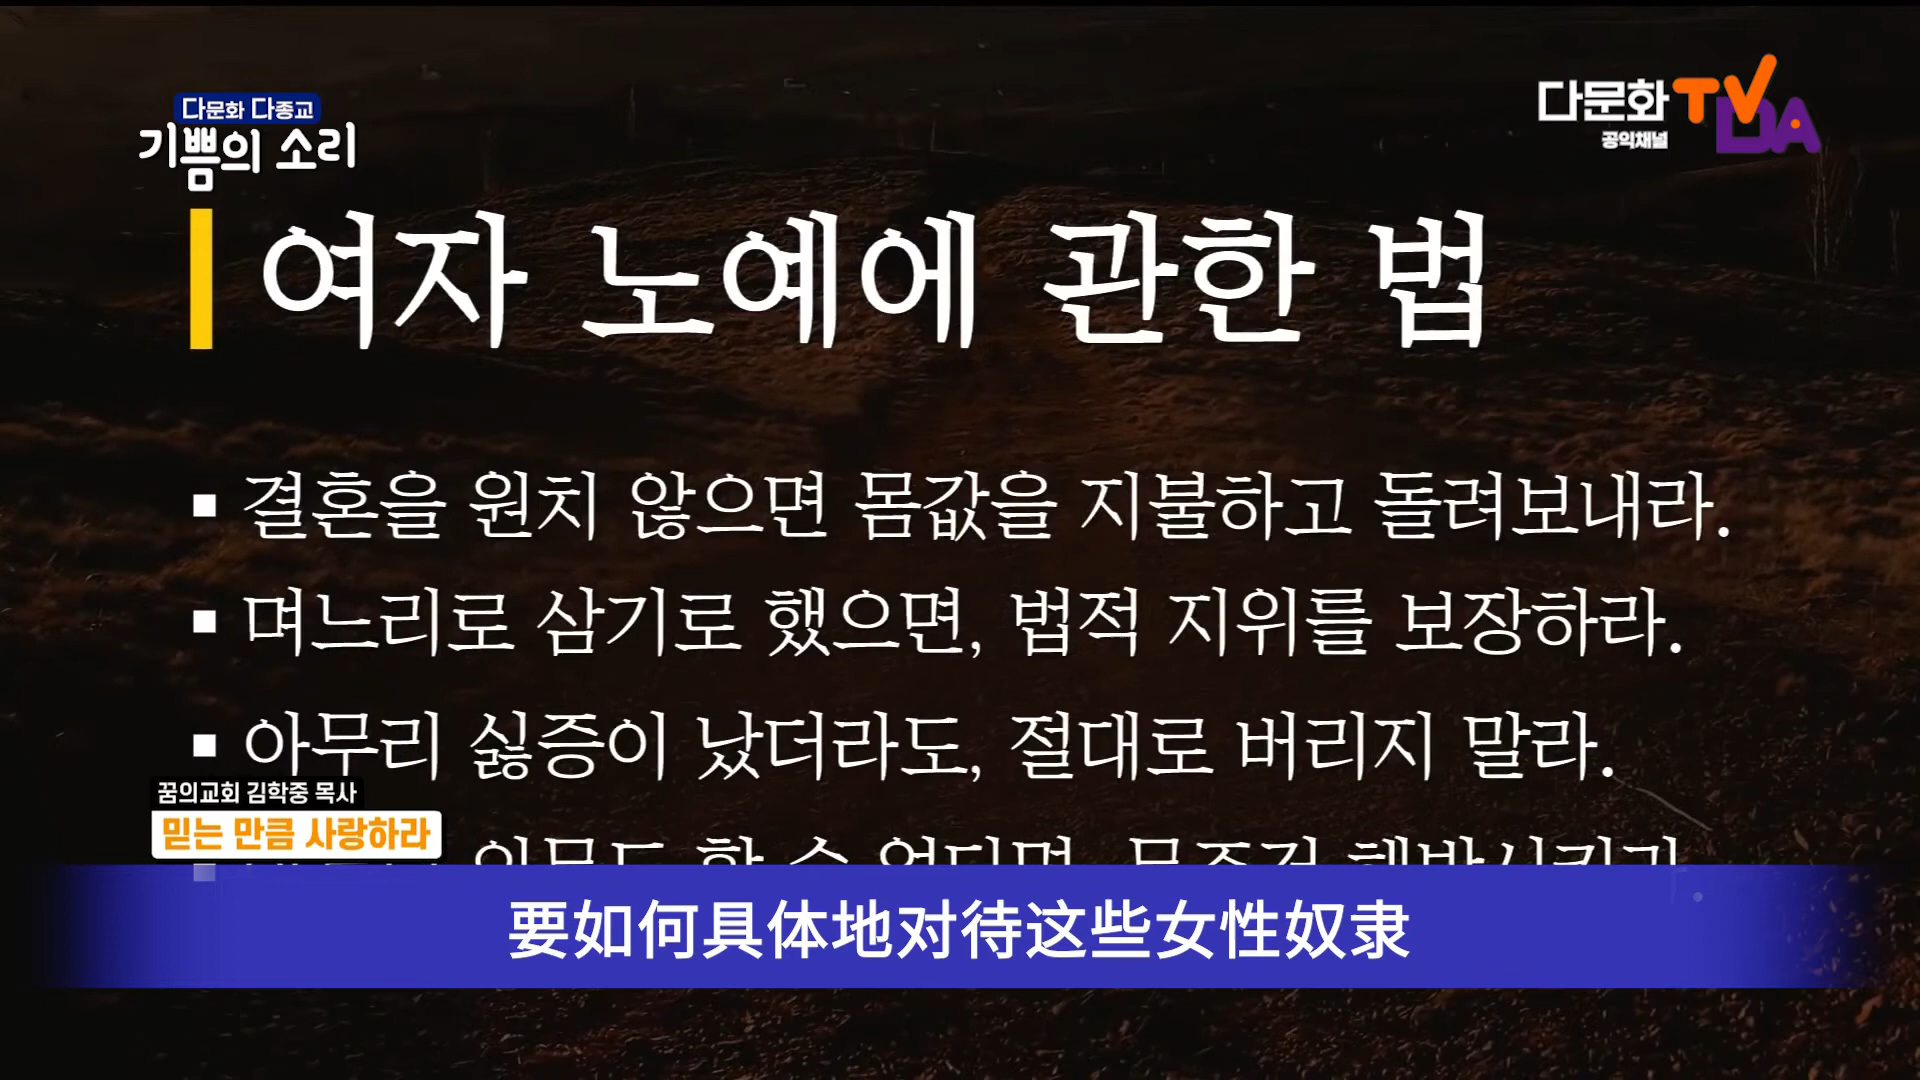 다문화 다종교
기쁨의 소리
다문화 TV
공익채널 DA
여자 노예에 관한 법
▪ 결혼을 원치 않으면 몸값을 지불하고 돌려보내라.
▪ 며느리로 삼기로 했으면, 법적 지위를 보장하라.
▪ 아무리 싫증이 났더라도, 절대로 버리지 말라.
꿈의교회 김학중 목사
믿는 만큼 사랑하라
要如何具体地对待这些女性奴隶